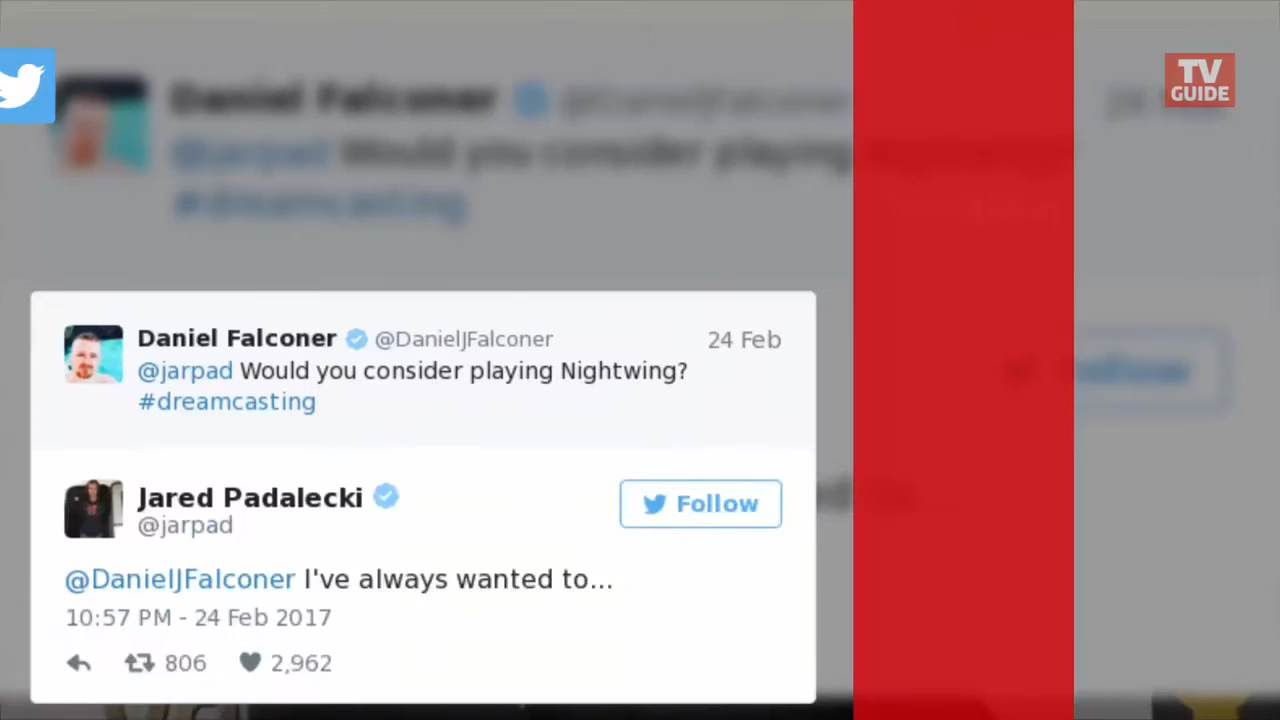 TV
GUIDE
Daniel Falconer @DanielJFalconer
@jarpad Would you consider playing
#dreamcasting
Daniel Falconer @DanielJFalconer 24 Feb
@jarpad Would you consider playing Nightwing?
#dreamcasting
Jared Padalecki
@jarpad
Follow
@DanielJFalconer I've always wanted to...
10:57 PM - 24 Feb 2017
806 2,962
Follow